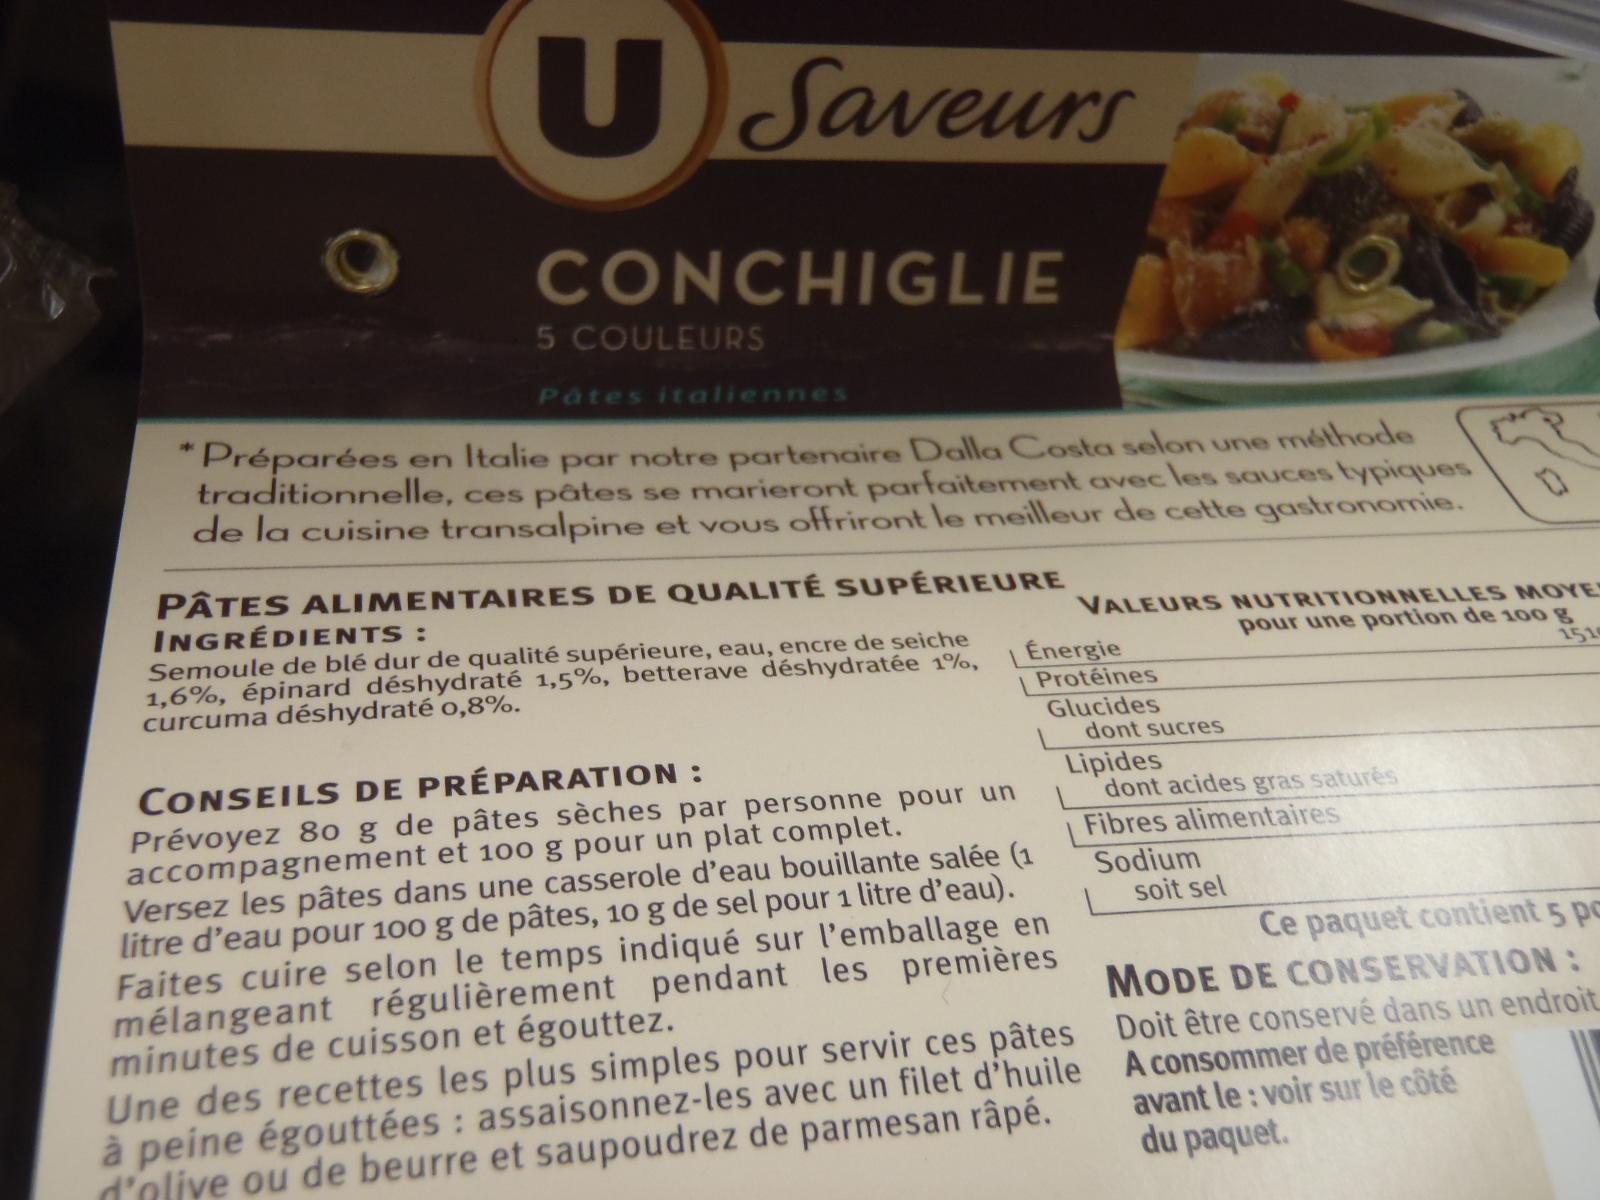 U Saveurs
CONCHIGLIE
5 COULEURS
Pâtes italiennes
* Préparées en Italie par notre partenaire Dalla Costa selon une méthode
traditionnelle, ces pâtes se marieront parfaitement avec les sauces typiques
de la cuisine transalpine et vous offriront le meilleur de cette gastronomie.
PÂTES ALIMENTAIRES DE QUALITÉ SUPÉRIEURE
INGRÉDIENTS :
Semoule de blé dur de qualité supérieure, eau, encre de seiche
1,6%, épinard déshydraté 1,5%, betterave déshydratée 1%,
curcuma déshydraté 0,8%.
CONSEILS DE PRÉPARATION :
Prévoyez 80 g de pâtes sèches par personne pour un
accompagnement et 100 g pour un plat complet.
Versez les pâtes dans une casserole d'eau bouillante salée (1
litre d'eau pour 100 g de pâtes, 10 g de sel pour 1 litre d'eau).
Faites cuire selon le temps indiqué sur l'emballage en
mélangeant régulièrement pendant les premières
minutes de cuisson et égouttez.
Une des recettes les plus simples pour servir ces pâtes
à peine égouttées : assaisonnez-les avec un filet d'huile
d'olive ou de beurre et saupoudrez de parmesan râpé.
VALEURS NUTRITIONNELLES
pour une portion de 100 g
Énergie
Protéines
Glucides
dont sucres
Lipides
dont acides gras saturés
Fibres alimentaires
Sodium
soit sel
Ce paquet contient 5
MODE DE CONSERVATION :
Doit être conservé dans un endroit
A consommer de préférence
avant le : voir sur le côté
du paquet.